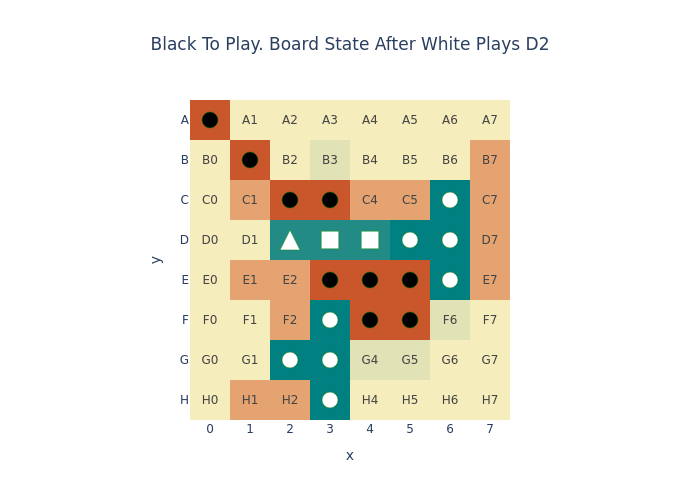 Black To Play. Board State After White Plays D2
A A1 A2 A3 A4 A5 A6 A7
B B0 B2 B3 B4 B5 B6 B7
C C0 C1 C4 C5 C7
y D D0 D1 D7
E E0 E1 E2 E7
F F0 F1 F2 F6 F7
G G0 G1 G4 G5 G6 G7
H H0 H1 H2 H4 H5 H6 H7
0 1 2 3 4 5 6 7
x